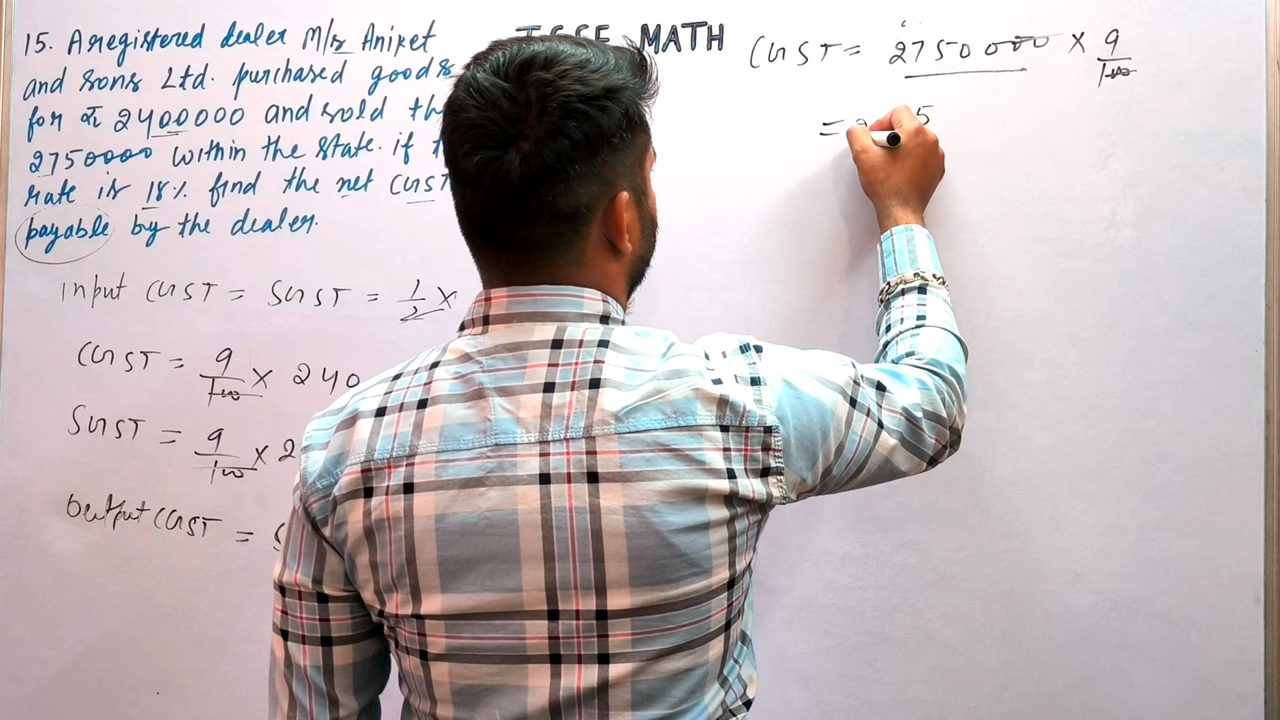 15. A registered dealer M/s Aniket
and sons Ltd. purchased goods
for ₹ 2400000 and sold the
2750000 within the state. if
rate is 18% find the net CGST
payable by the dealer.
input CGST = SGST = 1/2 ×
CGST = 9/100 × 240
SGST = 9/100 × 2
Output CGST =
MATH
CGST = 2750000 × 9/100
= 5